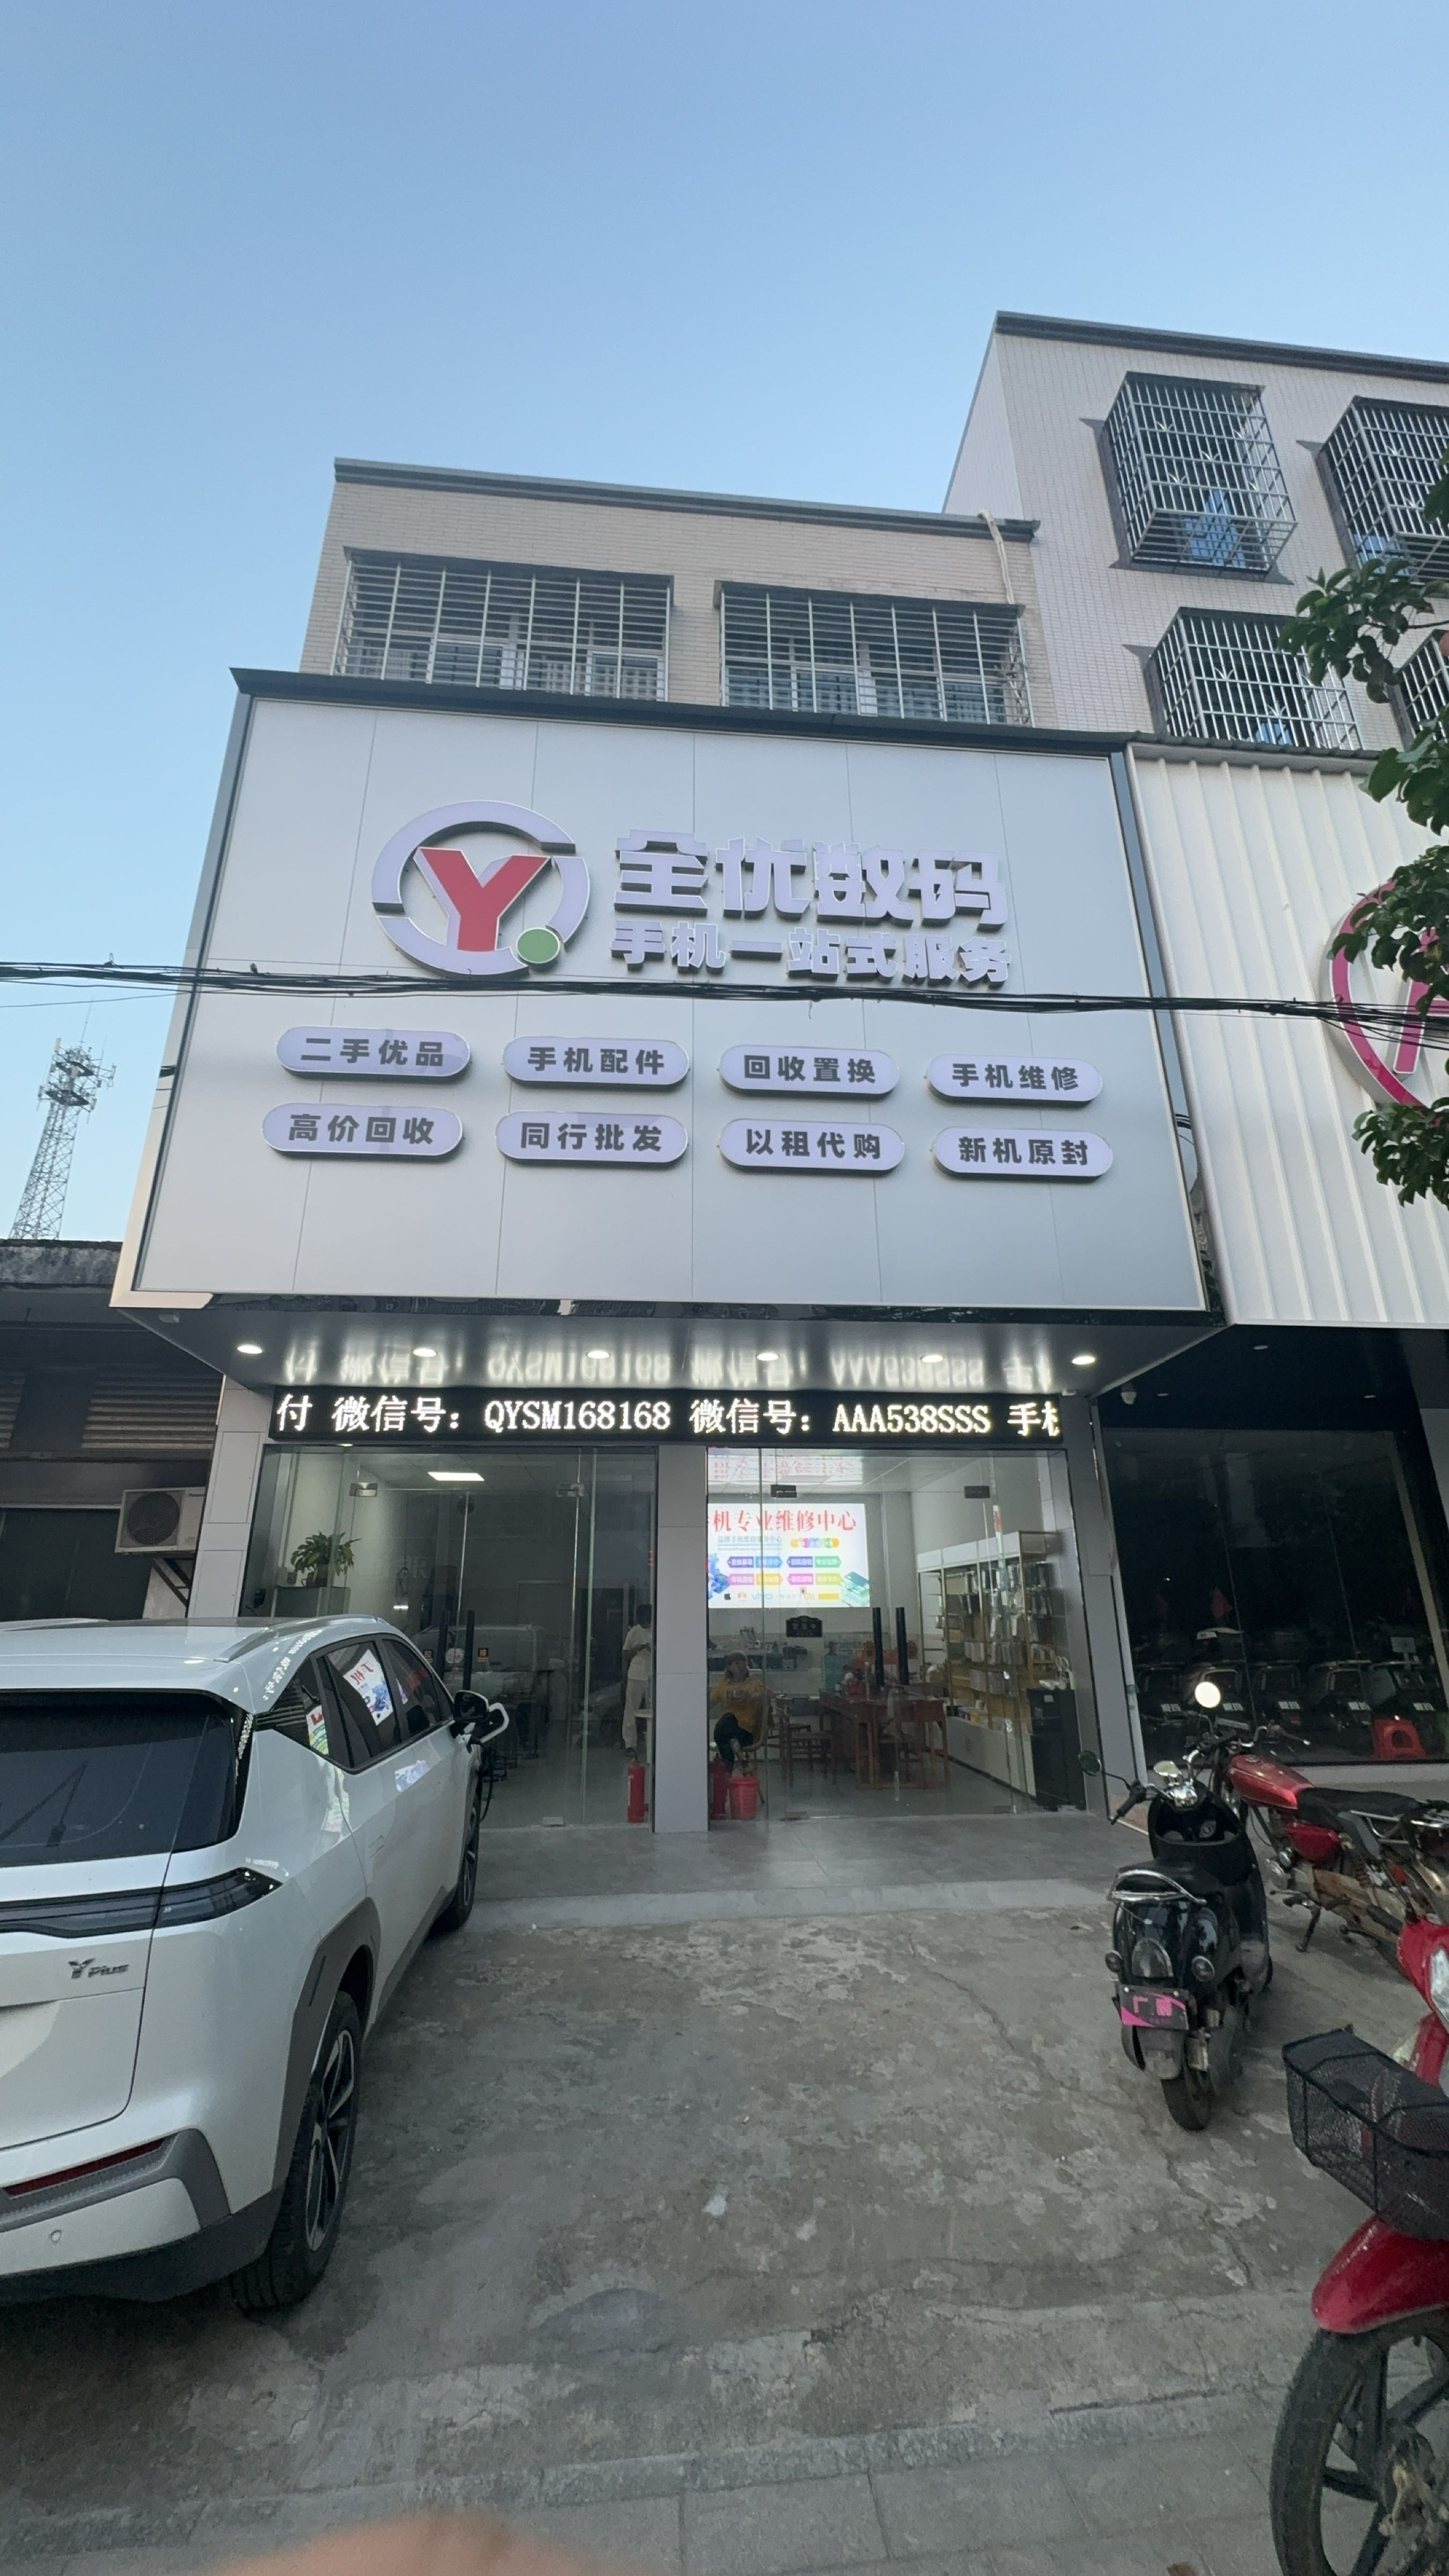 Y
全优数码
手机一站式服务
二手优品 手机配件 回收置换 手机维修
高价回收 同行批发 以租代购 新机原封
付 微信号：QYSM168168 微信号：AAA538SSS 手机
机专业维修中心
Y Plus